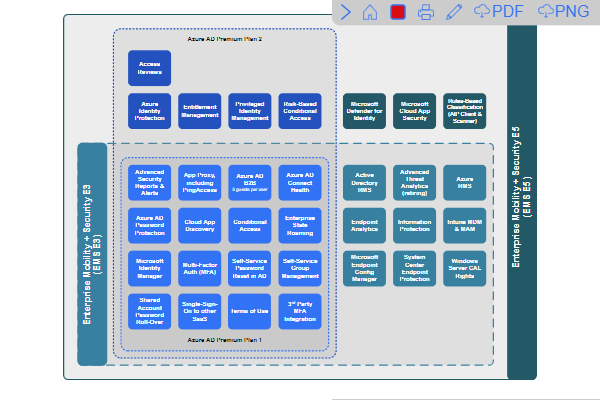 PDF
PNG
Azure AD Premium Plan 2
Access
Reviews
Azure
Identity
Protection
Entitlement
Management
Privileged
Identity
Management
Risk-Based
Conditional
Access
Microsoft
Defender for
Identity
Microsoft
Cloud App
Security
Rules-Based
Classification
(AIP Client &
Scanner)
Advanced
Security
Reports &
Alerts
App Proxy,
including
PingAccess
Azure AD
B2B
5 guests per user
Azure AD
Connect
Health
Active
Directory
RMS
Advanced
Threat
Analytics
(retiring)
Azure
RMS
Azure AD
Password
Protection
Cloud App
Discovery
Conditional
Access
Enterprise
State
Roaming
Endpoint
Analytics
Information
Protection
Intune MDM
& MAM
Microsoft
Identity
Manager
Multi-Factor
Auth (MFA)
Self-Service
Password
Reset in AD
Self-Service
Group
Management
Microsoft
Endpoint
Config
Manager
System
Center
Endpoint
Protection
Windows
Server CAL
Rights
Shared
Account
Password
Roll-Over
Single-Sign-
On to other
SaaS
Terms of Use
3rd Party
MFA
Integration
Azure AD Premium Plan 1
Enterprise Mobility + Security E3
(EMS E3)
Enterprise Mobility + Security E5
(EMS E5)